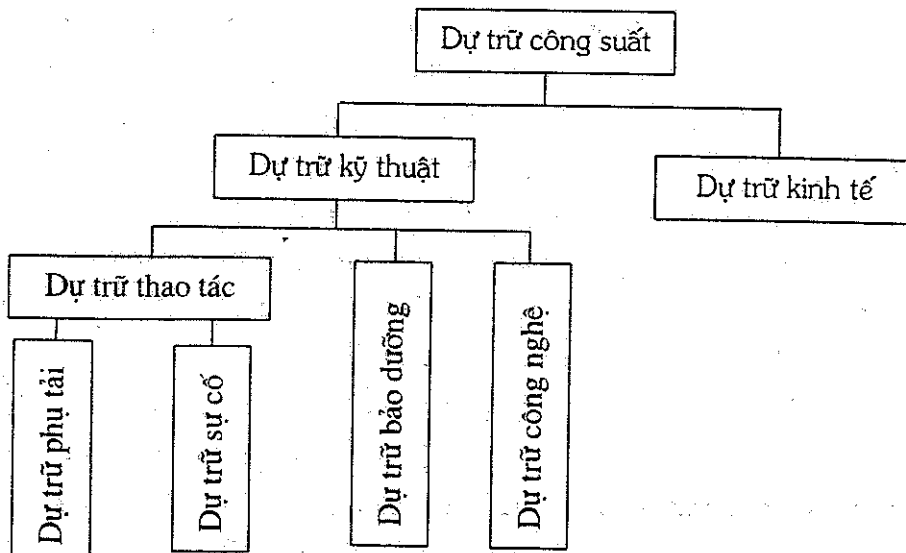 Dự trữ công suất
Dự trữ kỹ thuật
Dự trữ kinh tế
Dự trữ thao tác
Dự trữ phụ tải
Dự trữ sự cố
Dự trữ bảo dưỡng
Dự trữ công nghệ